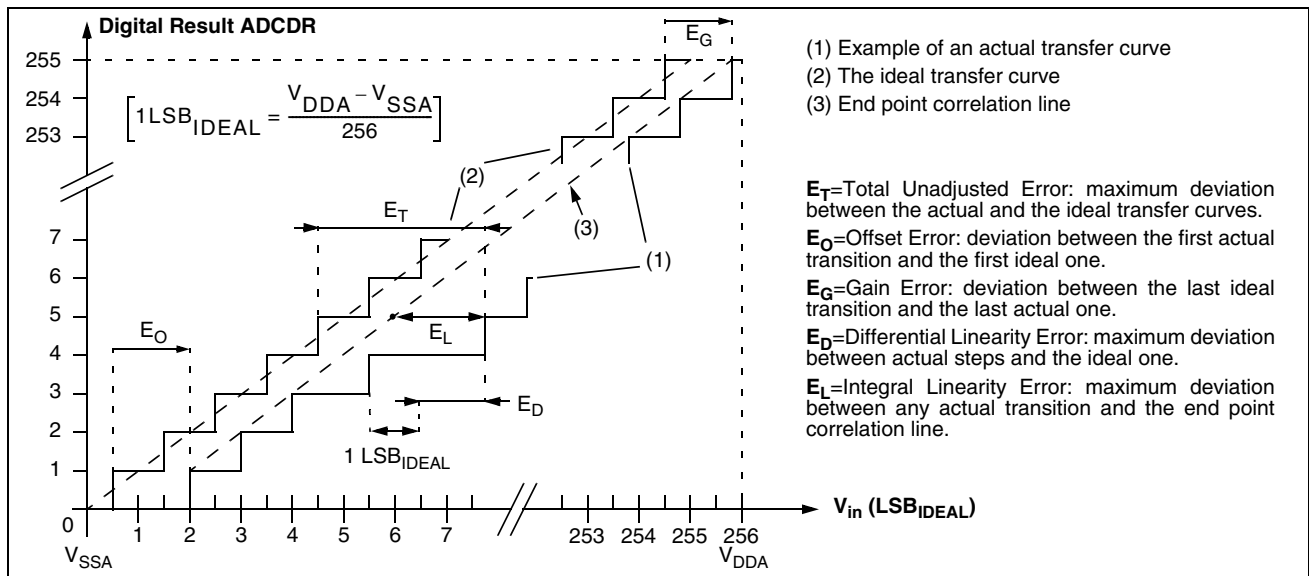 Digital Result ADCDR
E_G
(1) Example of an actual transfer curve
(2) The ideal transfer curve
(3) End point correlation line
255
254
253
[1LSB_IDEAL = (V_DDA – V_SSA) / 256]
(2)
E_T
(3)
(1)
E_T=Total Unadjusted Error: maximum deviation
between the actual and the ideal transfer curves.
E_O=Offset Error: deviation between the first actual
transition and the first ideal one.
E_G=Gain Error: deviation between the last ideal
transition and the last actual one.
E_D=Differential Linearity Error: maximum deviation
between actual steps and the ideal one.
E_L=Integral Linearity Error: maximum deviation
between any actual transition and the end point
correlation line.
7
6
5
4
3
2
1
0
E_O
E_L
E_D
1 LSB_IDEAL
V_in (LSB_IDEAL)
1 2 3 4 5 6 7 253 254 255 256
V_SSA V_DDA